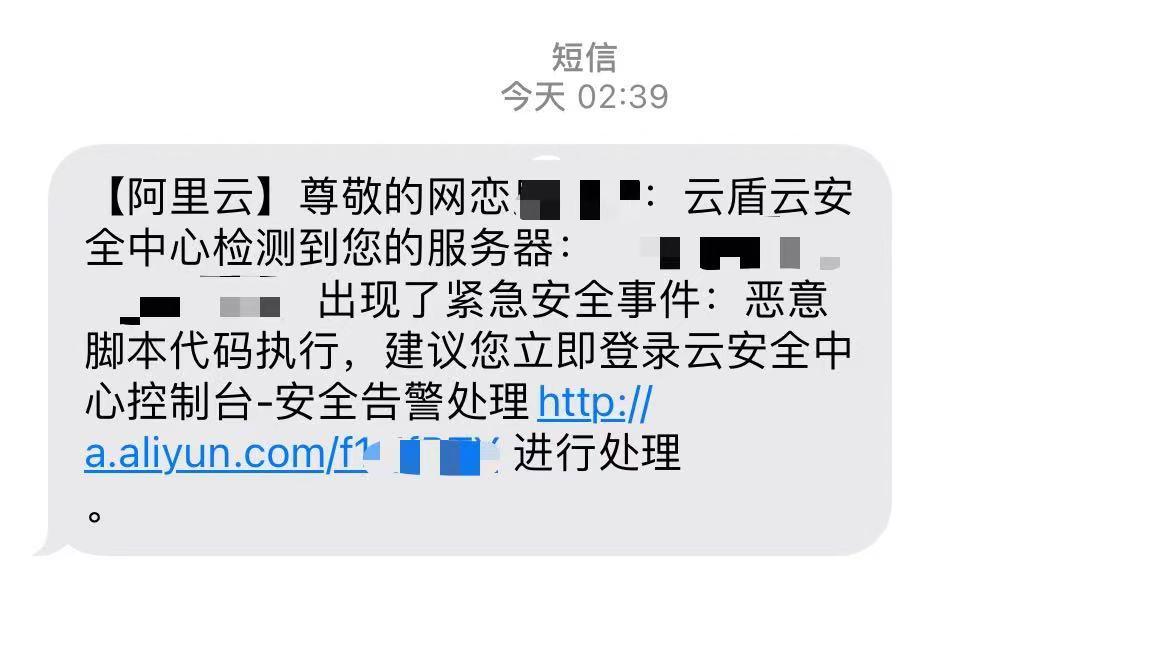 短信
今天 02:39
【阿里云】尊敬的网恋：云盾云安
全中心检测到您的服务器：
出现了紧急安全事件：恶意
脚本代码执行，建议您立即登录云安全中
心控制台-安全告警处理 http://
a.aliyun.com/f1 进行处理
。